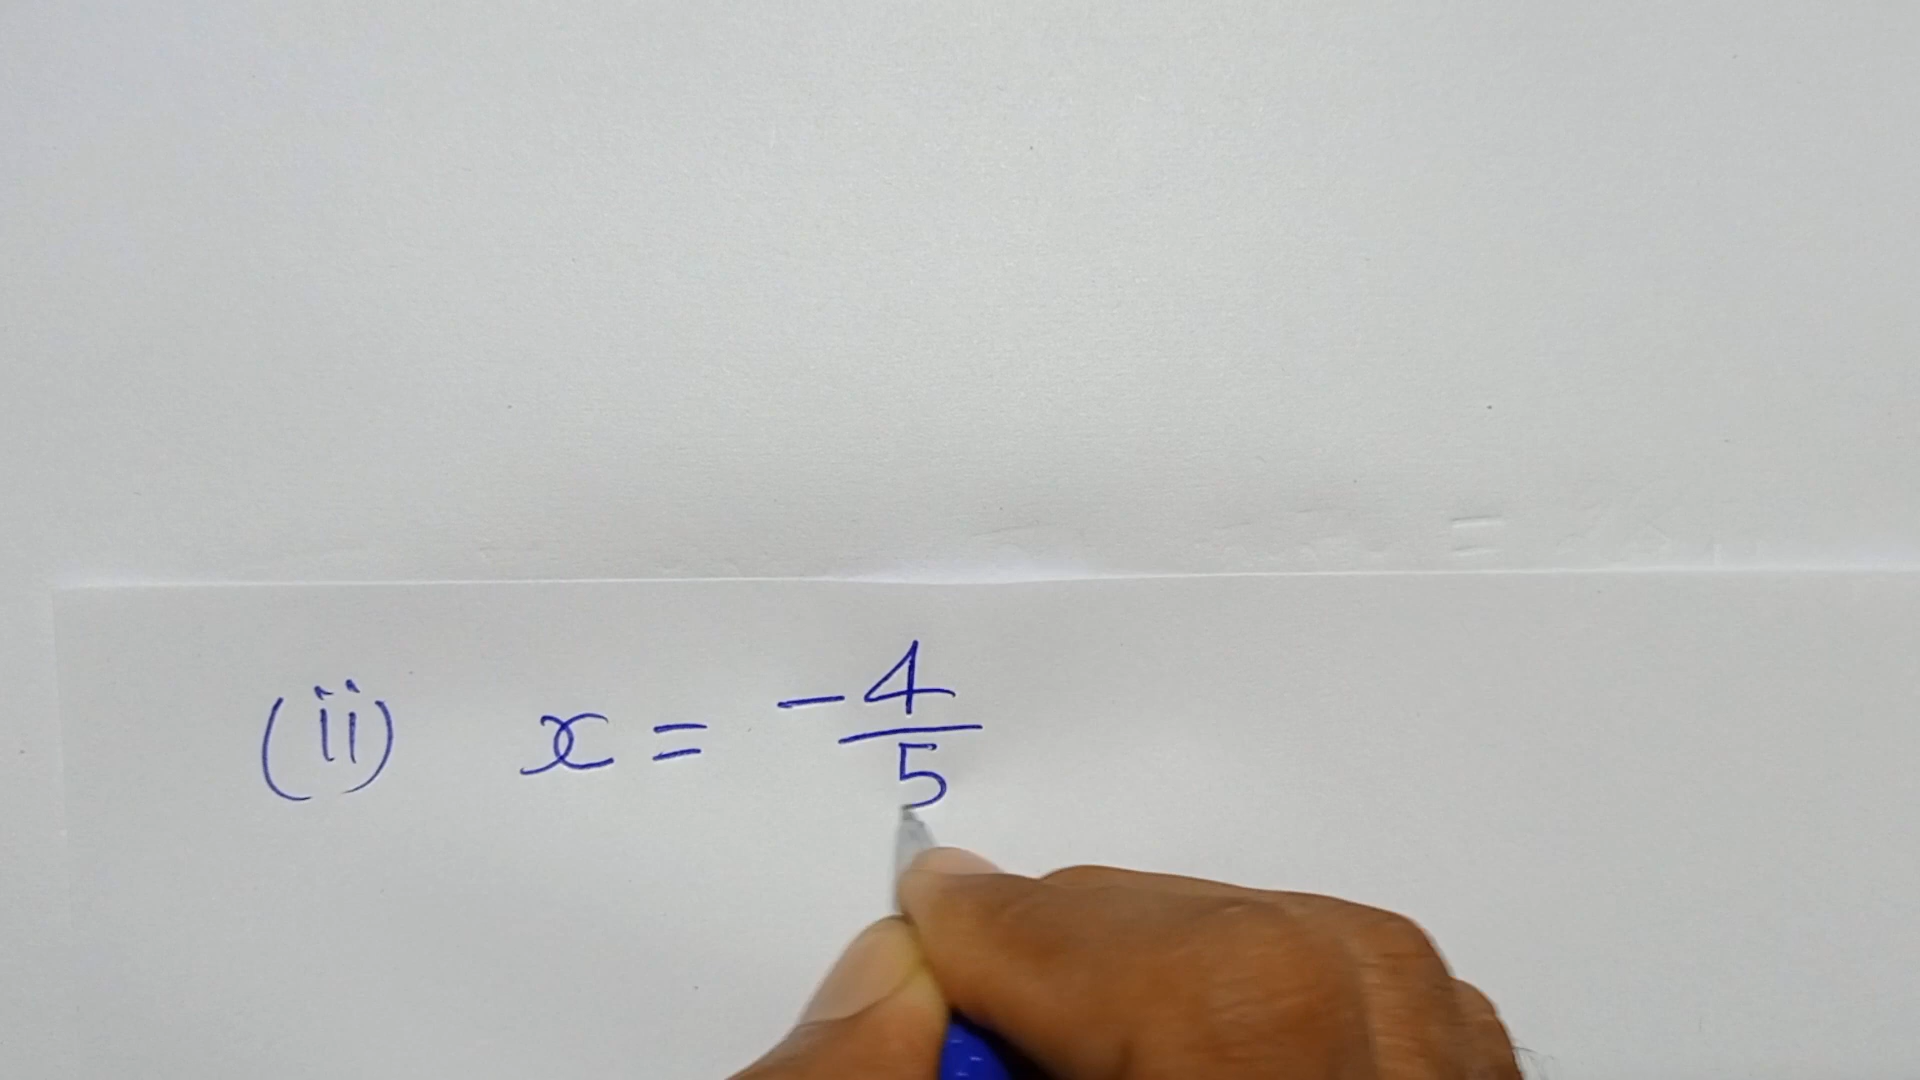 (ii) x = -4/5